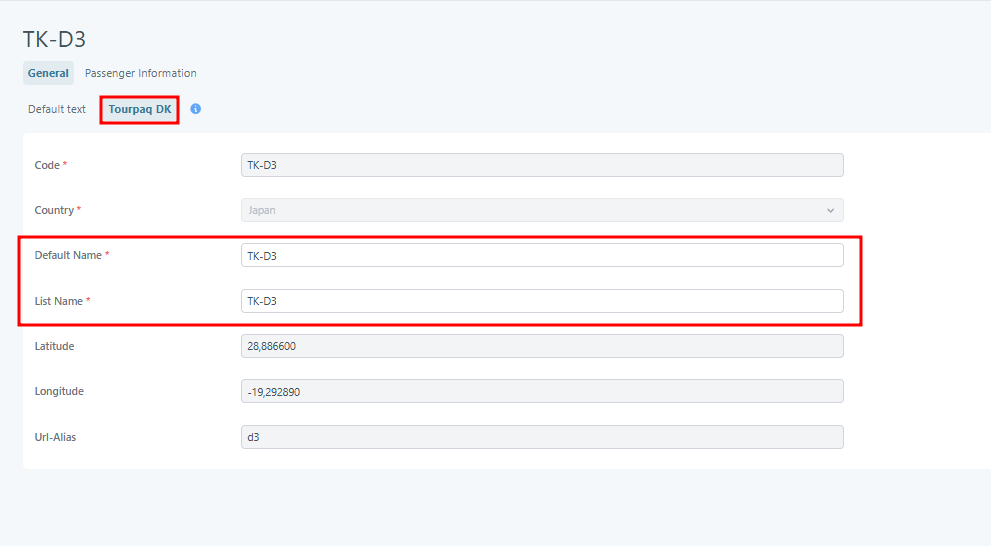 TK-D3
General Passenger Information
Default text Tourpaq DK
Code * TK-D3
Country * Japan
Default Name * TK-D3
List Name * TK-D3
Latitude 28,886600
Longitude -19,292890
Url-Alias d3